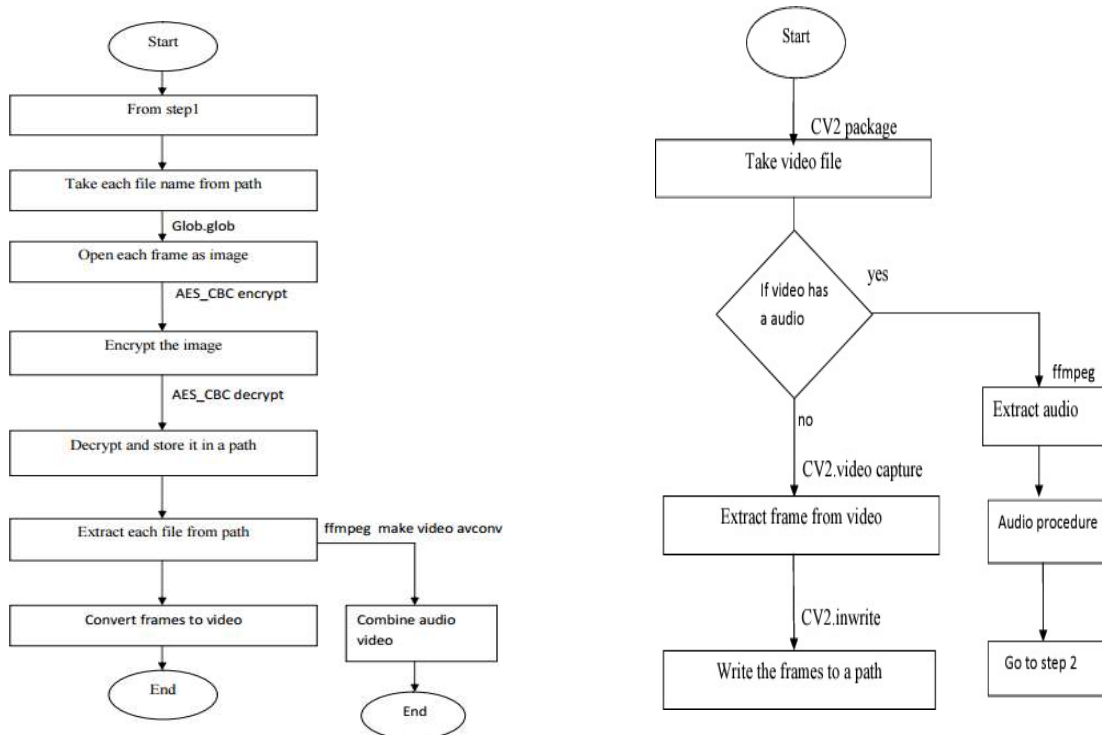 Start
From step1
Take each file name from path
Glob.glob
Open each frame as image
AES_CBC encrypt
Encrypt the image
AES_CBC decrypt
Decrypt and store it in a path
Extract each file from path
ffmpeg make video avconv
Convert frames to video
Combine audio
video
End
End
Start
CV2 package
Take video file
If video has
a audio
yes
no
ffmpeg
Extract audio
CV2.video capture
Extract frame from video
Audio procedure
CV2.inwrite
Write the frames to a path
Go to step 2